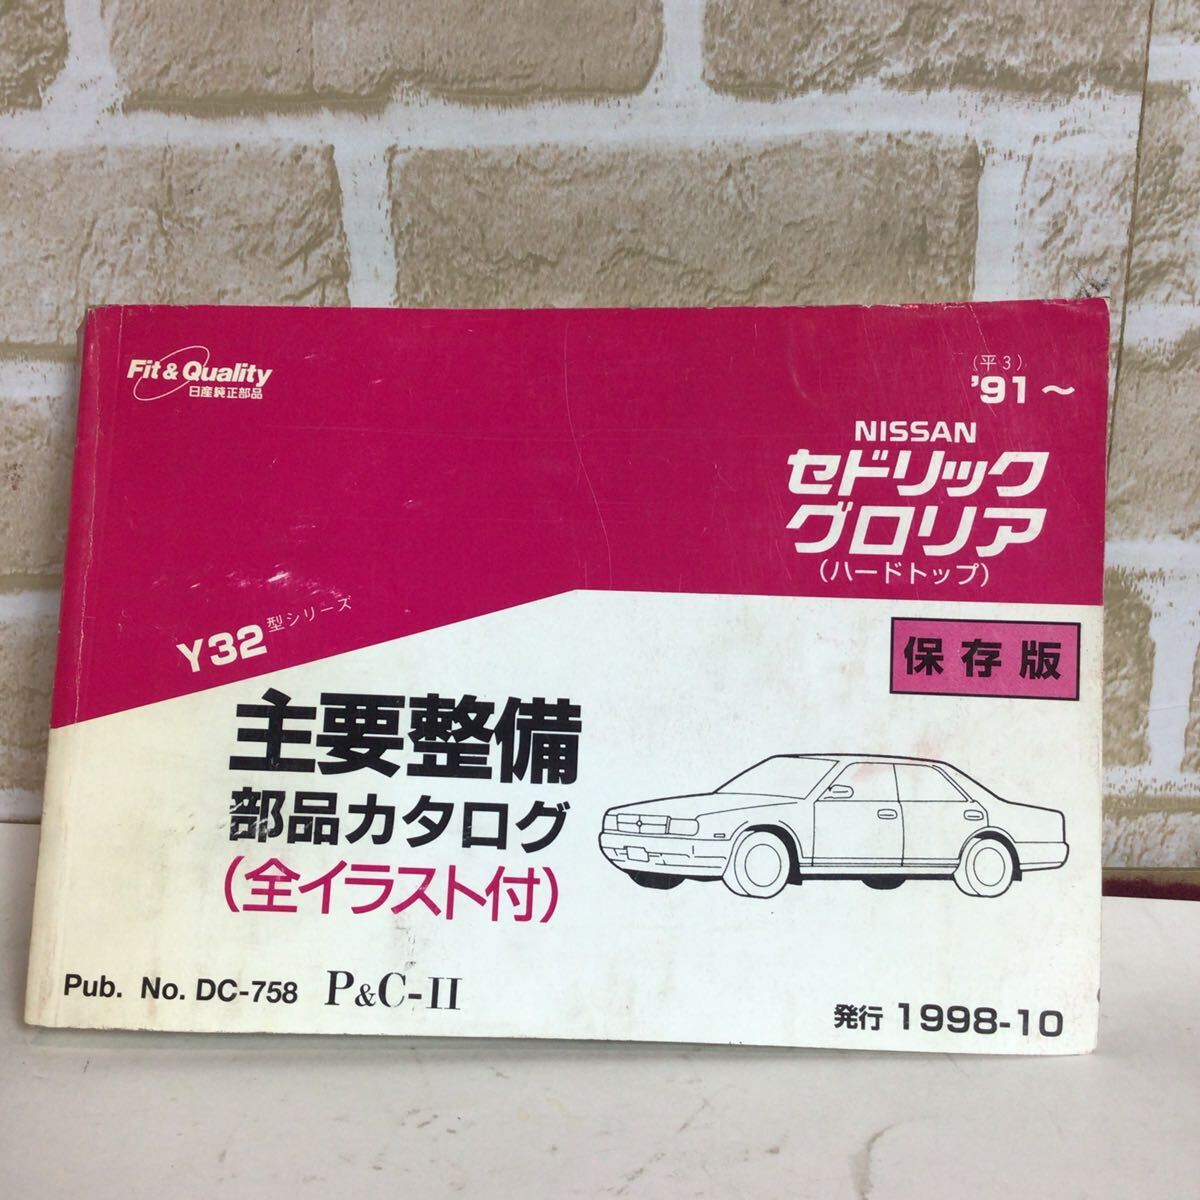 Fit & Quality
日産純正部品
(平3)
'91~
NISSAN
セドリック
グロリア
(ハードトップ)
Y32型シリーズ
保存版
主要整備
部品カタログ
(全イラスト付)
Pub. No. DC-758 P&C-II
発行 1998-10